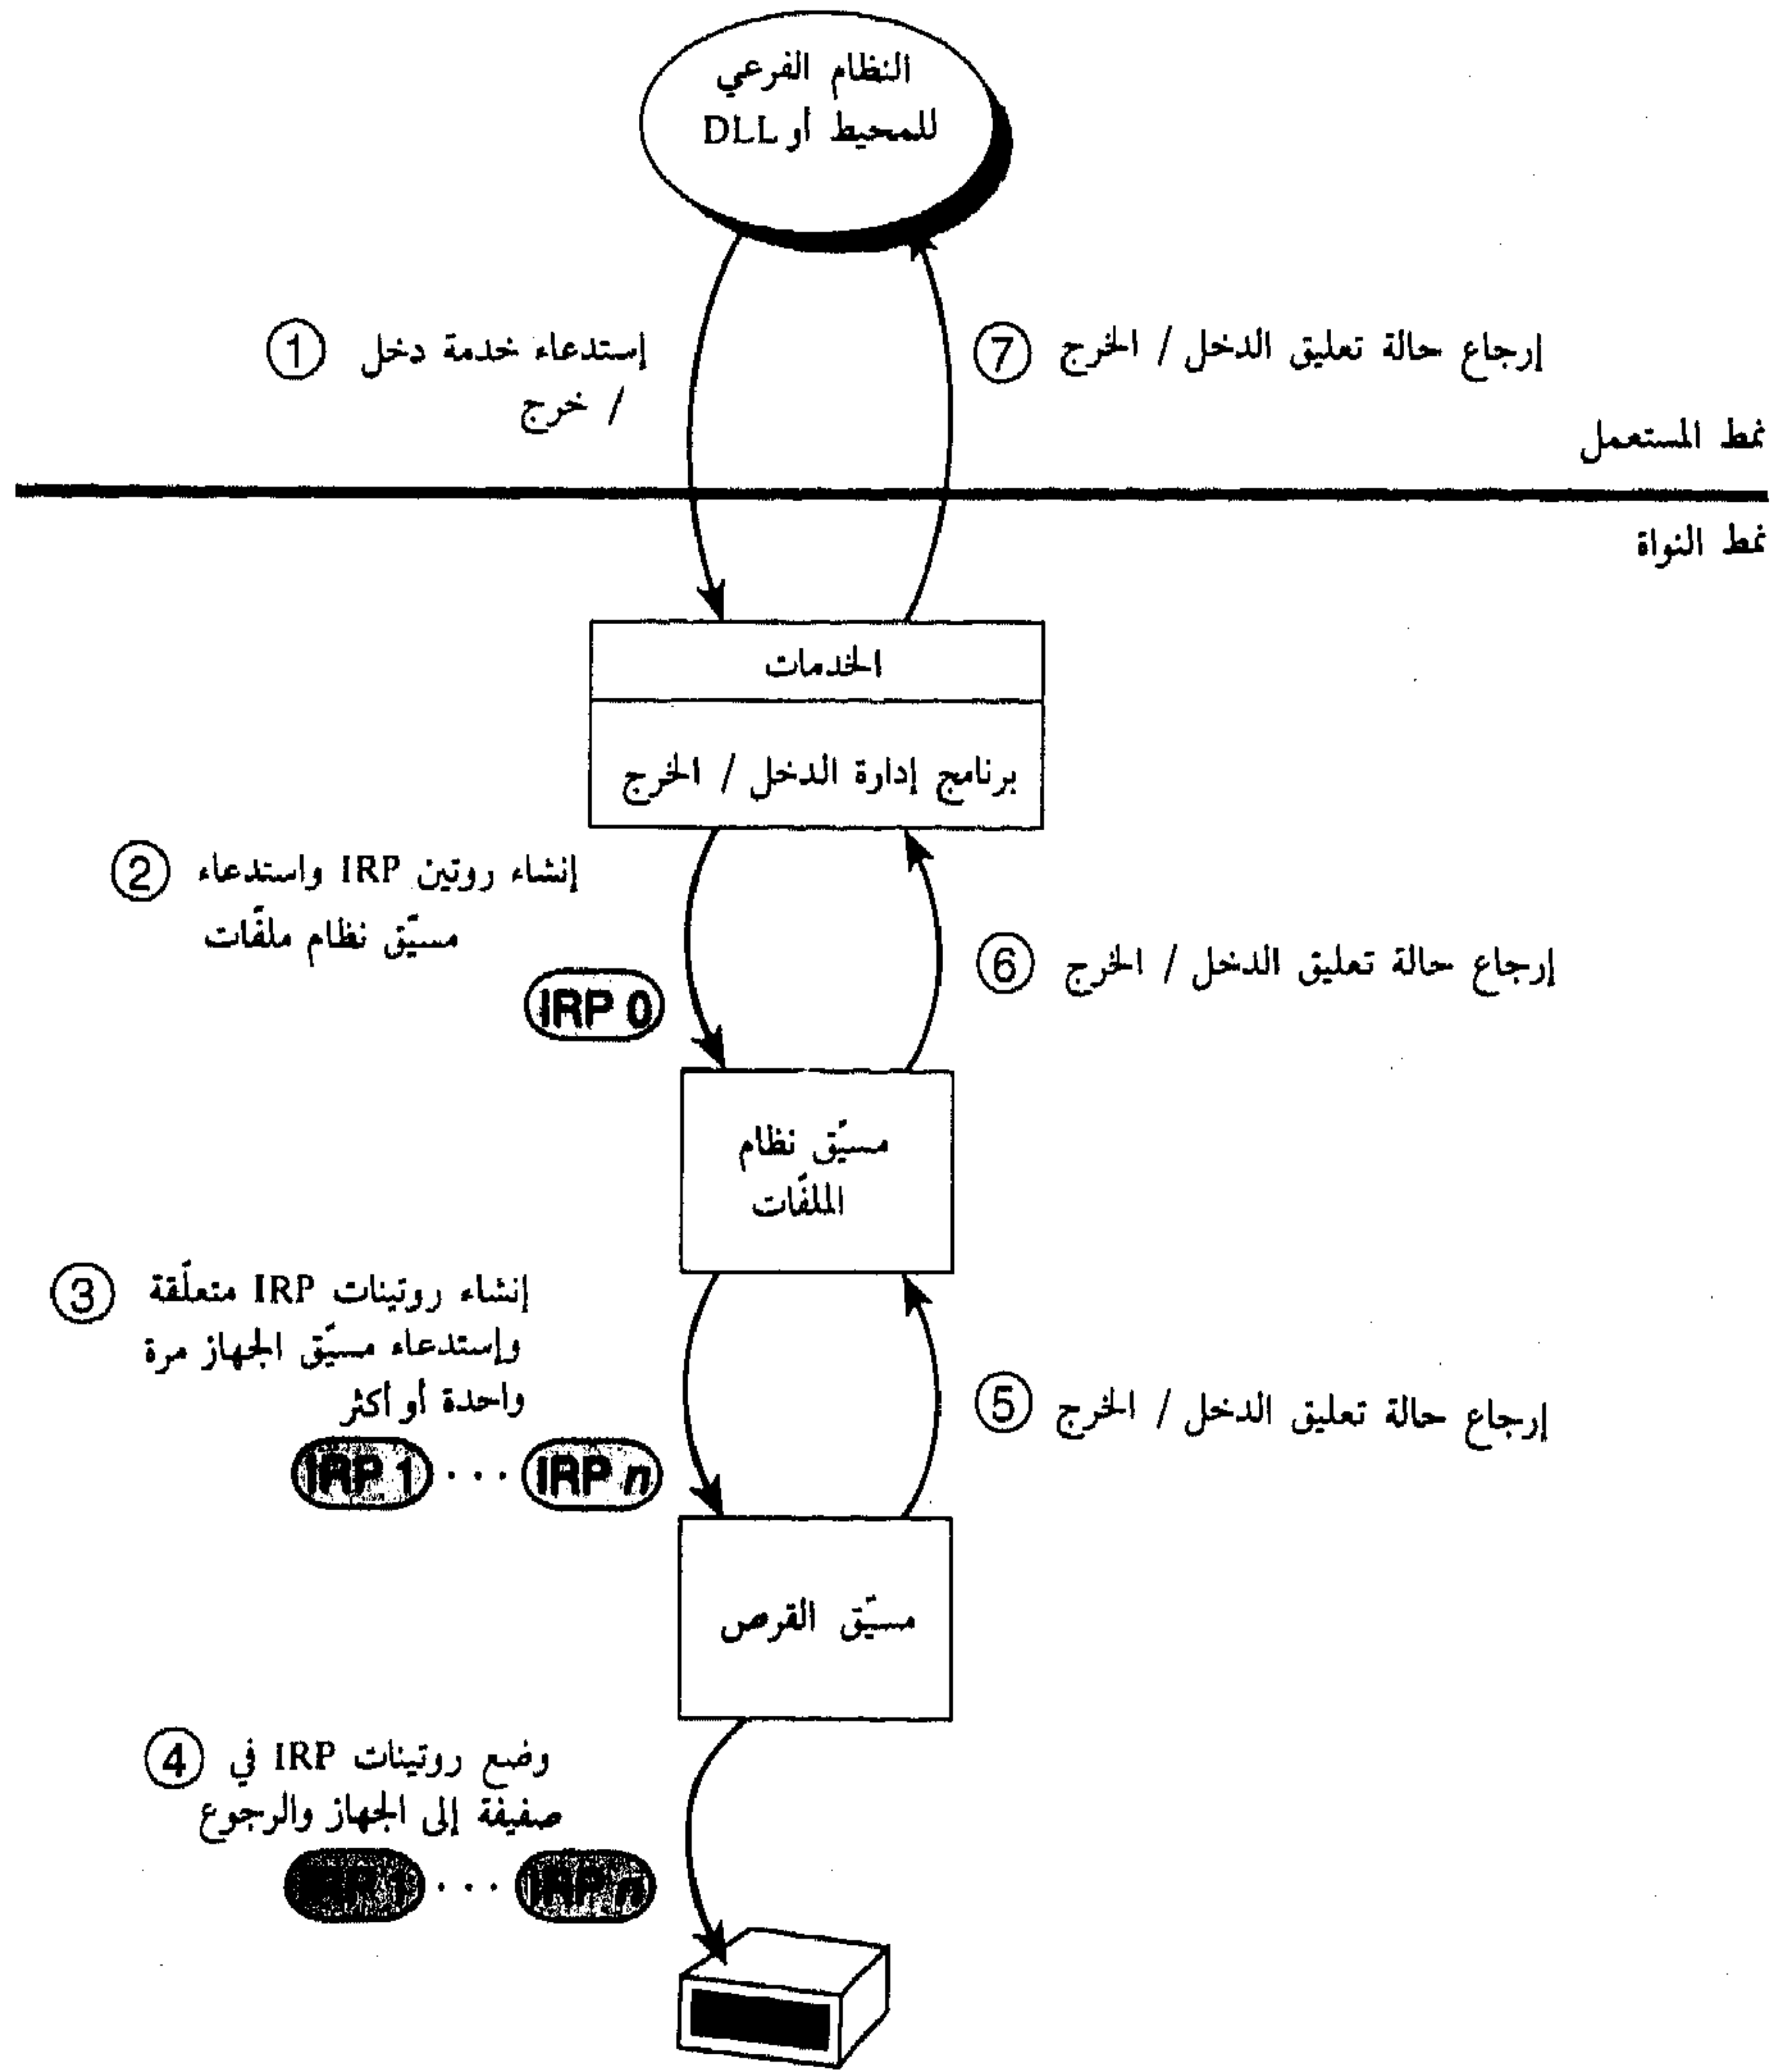 النظام الفرعي
للمحيط أو DLL
① إستدعاء خدمة دخل
/ خرج
⑦ إرجاع حالة تعليق الدخل / الخرج
نمط المستعمل
نمط النواة
الخدمات
برنامج إدارة الدخل / الخرج
② إنشاء روتين IRP واستدعاء
مسيّق نظام ملفّات
IRP 0
⑥ إرجاع حالة تعليق الدخل / الخرج
مسيّق نظام
الملفّات
③ إنشاء روتينات IRP متعلّقة
وإستدعاء مسيّق الجهاز مرة
واحدة أو أكثر
IRP 1 · · · IRP n
⑤ إرجاع حالة تعليق الدخل / الخرج
مسيّق القرص
④ وضع روتينات IRP في
صفيفة إلى الجهاز والرجوع
IRP 1 · · · IRP n